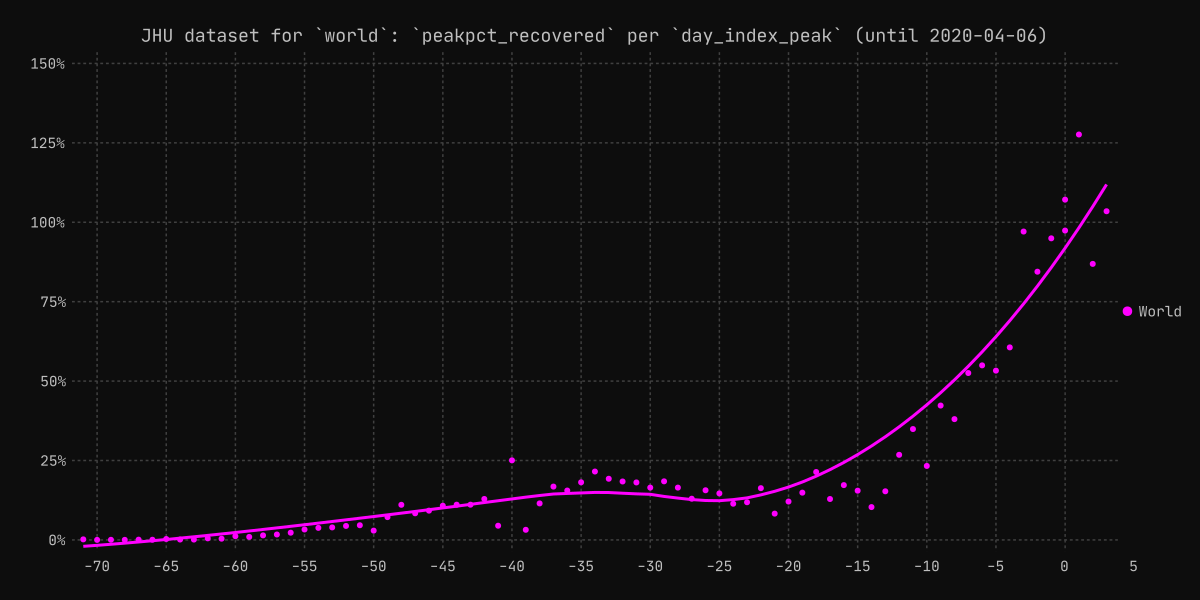 JHU dataset for `world`: `peakpct_recovered` per `day_index_peak` (until 2020-04-06)
150%
125%
100%
75%
50%
25%
0%
World
-70 -65 -60 -55 -50 -45 -40 -35 -30 -25 -20 -15 -10 -5 0 5